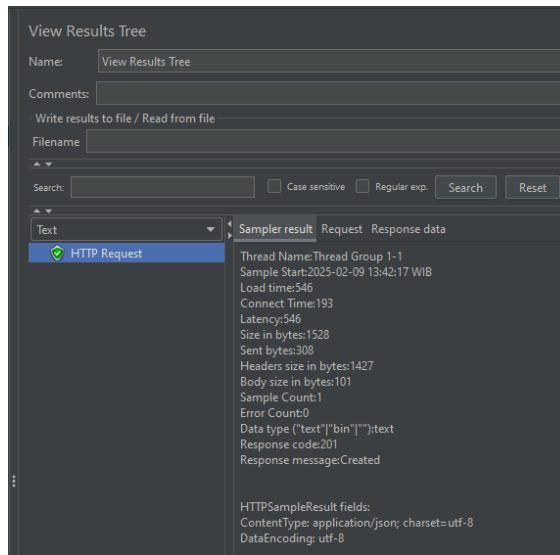 View Results Tree
Name: View Results Tree
Comments:
Write results to file / Read from file
Filename
Search: Case sensitive Regular exp. Search Reset
Text
HTTP Request
Sampler result Request Response data
Thread Name:Thread Group 1-1
Sample Start:2025-02-09 13:42:17 WIB
Load time:546
Connect Time:193
Latency:546
Size in bytes:1528
Sent bytes:308
Headers size in bytes:1427
Body size in bytes:101
Sample Count:1
Error Count:0
Data type ("text"|"bin"|""):text
Response code:201
Response message:Created
HTTPSampleResult fields:
ContentType: application/json; charset=utf-8
DataEncoding: utf-8